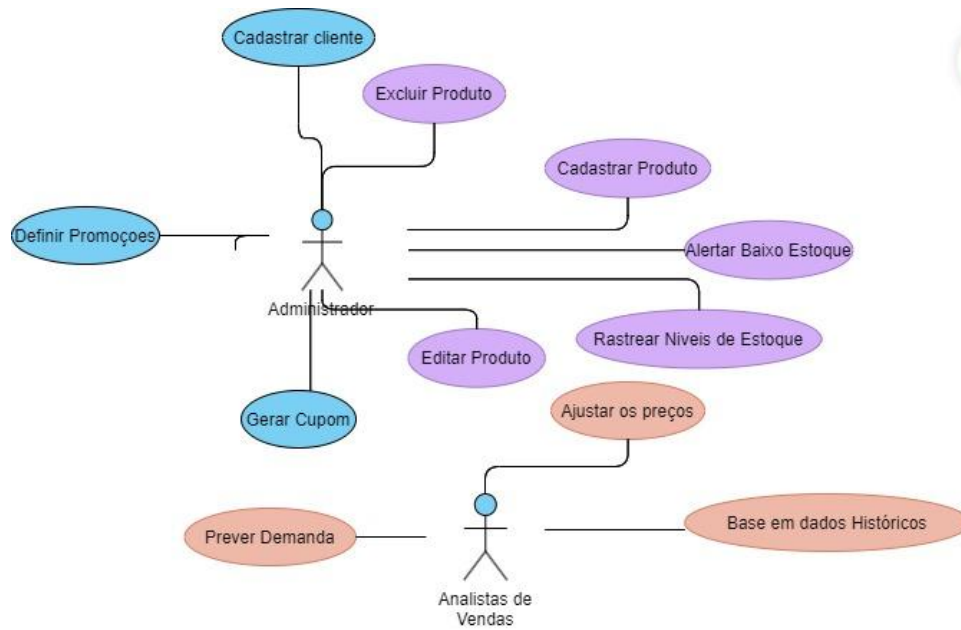 Cadastrar cliente
Excluir Produto
Cadastrar Produto
Definir Promoçoes
Alertar Baixo Estoque
Administrador
Rastrear Niveis de Estoque
Editar Produto
Ajustar os preços
Gerar Cupom
Base em dados Históricos
Prever Demanda
Analistas de
Vendas